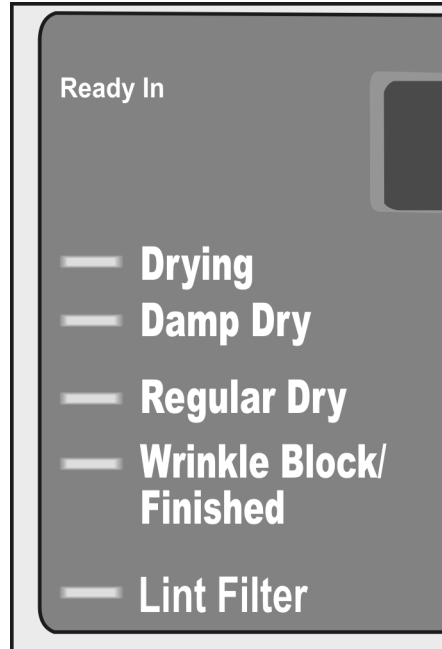 Ready In
Drying
Damp Dry
Regular Dry
Wrinkle Block/
Finished
Lint Filter